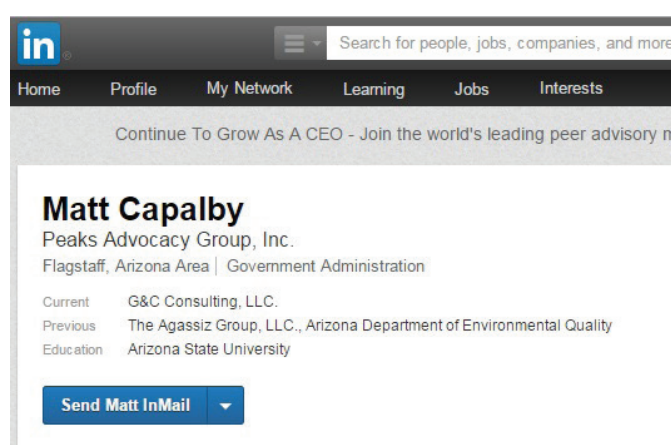 in
Search for people, jobs, companies, and more
Home Profile My Network Learning Jobs Interests
Continue To Grow As A CEO - Join the world's leading peer advisory
Matt Capalby
Peaks Advocacy Group, Inc.
Flagstaff, Arizona Area | Government Administration
Current G&C Consulting, LLC.
Previous The Agassiz Group, LLC., Arizona Department of Environmental Quality
Education Arizona State University
Send Matt InMail